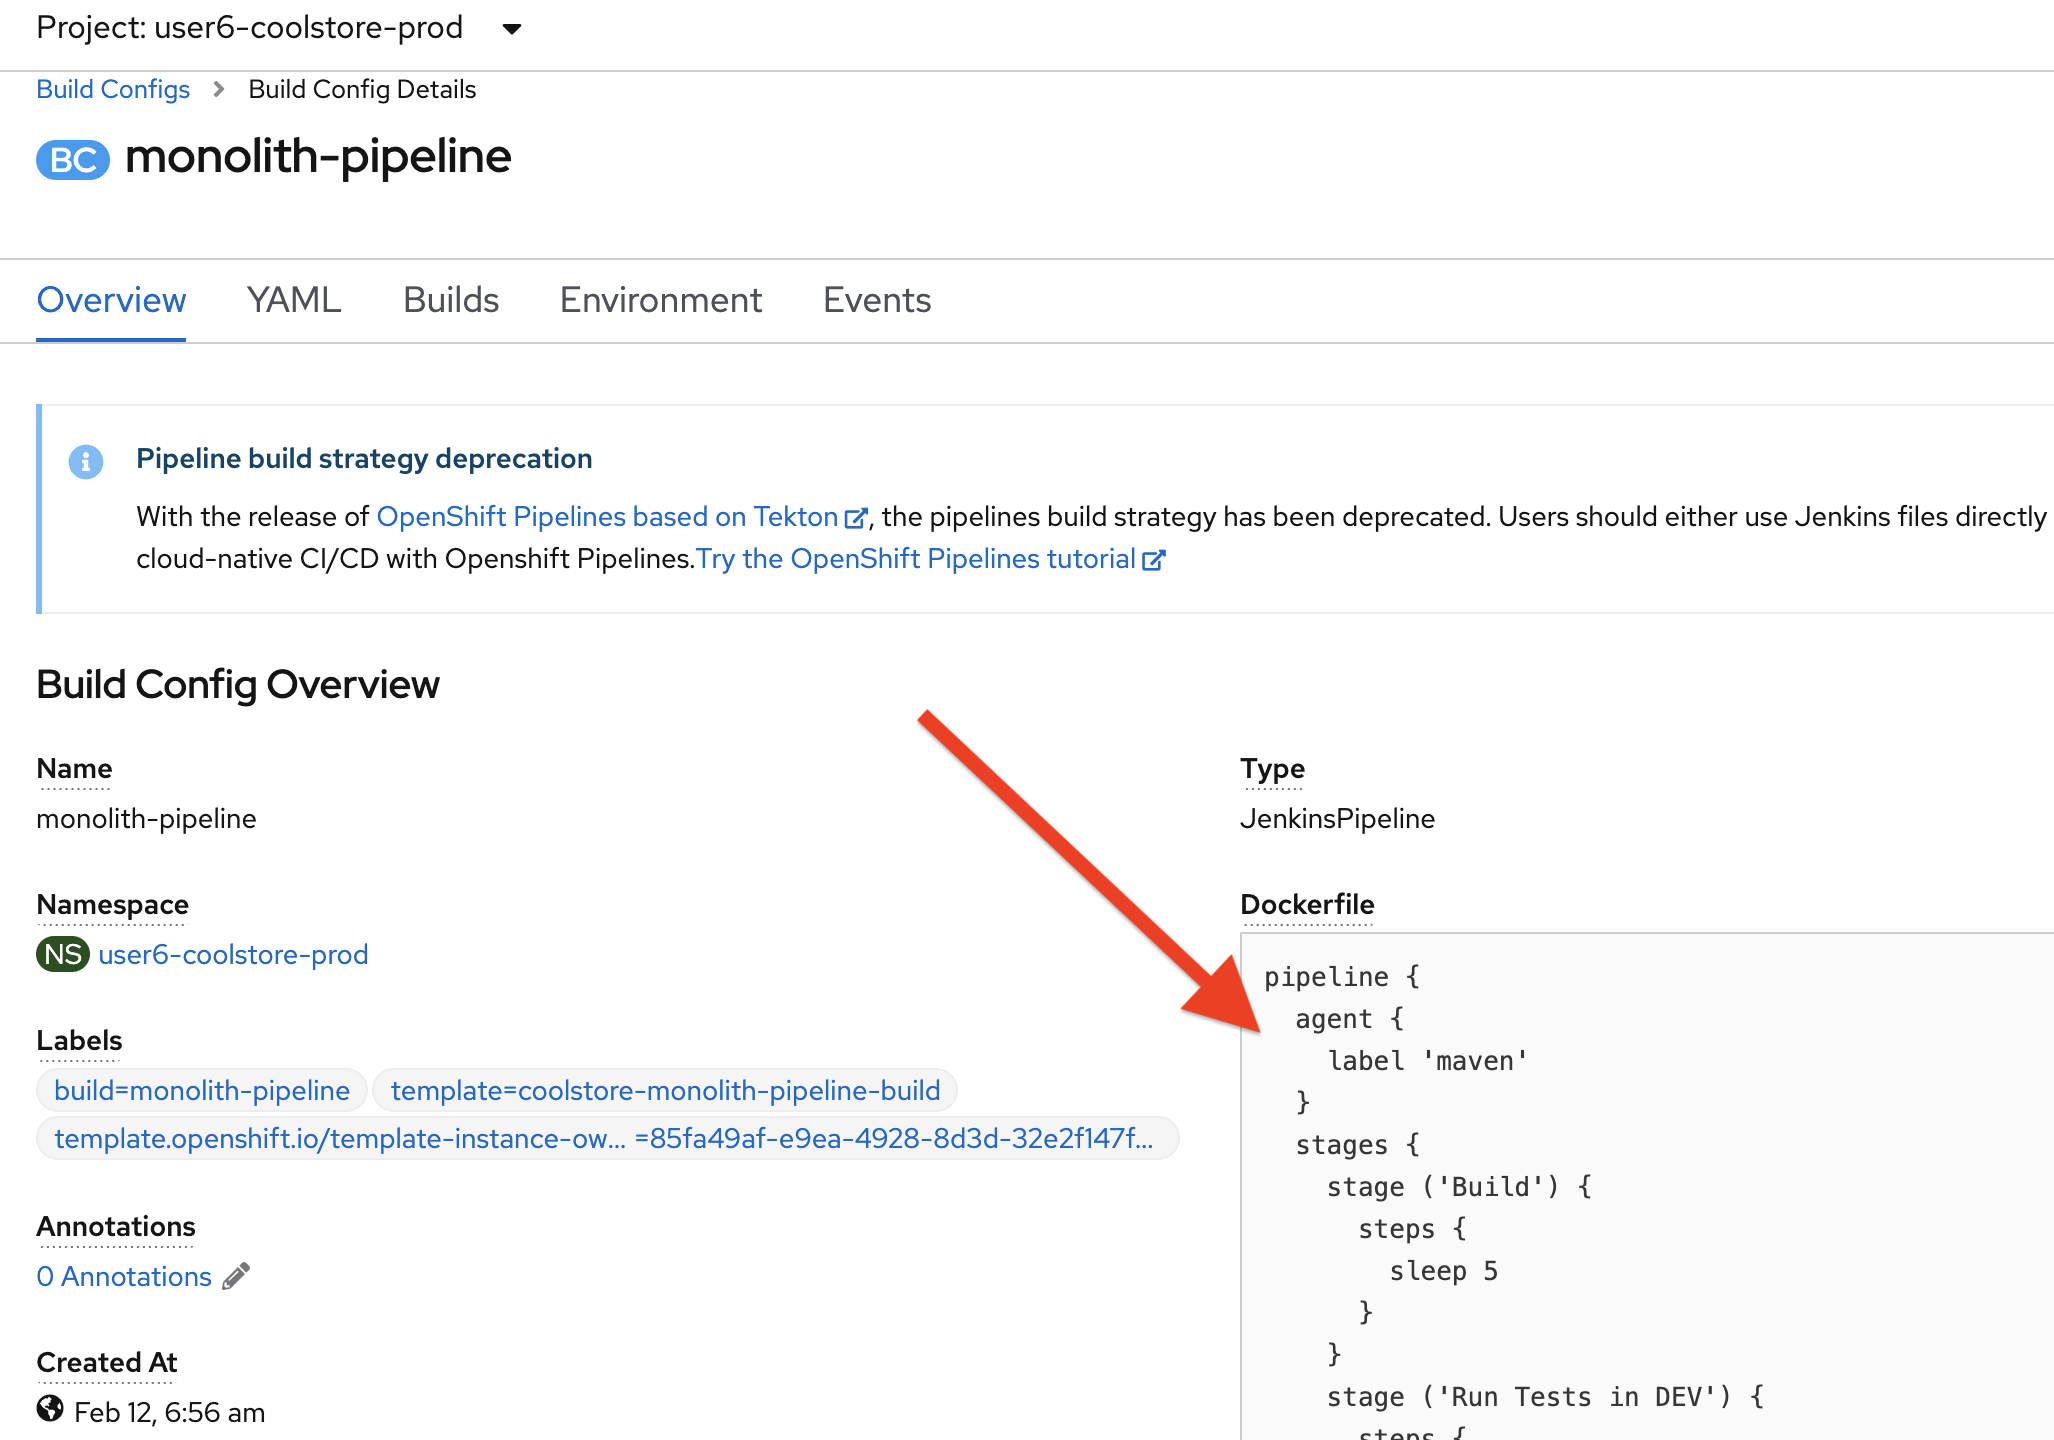 Project: user6-coolstore-prod
Build Configs > Build Config Details
BC monolith-pipeline
Overview YAML Builds Environment Events
Pipeline build strategy deprecation
With the release of OpenShift Pipelines based on Tekton, the pipelines build strategy has been deprecated. Users should either use Jenkins files directly
cloud-native CI/CD with Openshift Pipelines.Try the OpenShift Pipelines tutorial
Build Config Overview
Name
monolith-pipeline
Namespace
NS user6-coolstore-prod
Labels
build=monolith-pipeline template=coolstore-monolith-pipeline-build
template.openshift.io/template-instance-ow... =85fa49af-e9ea-4928-8d3d-32e2f147f...
Annotations
0 Annotations
Created At
Feb 12, 6:56 am
Type
JenkinsPipeline
Dockerfile
pipeline {
  agent {
    label 'maven'
  }
  stages {
    stage ('Build') {
      steps {
        sleep 5
      }
    }
    stage ('Run Tests in DEV') {
      steps {